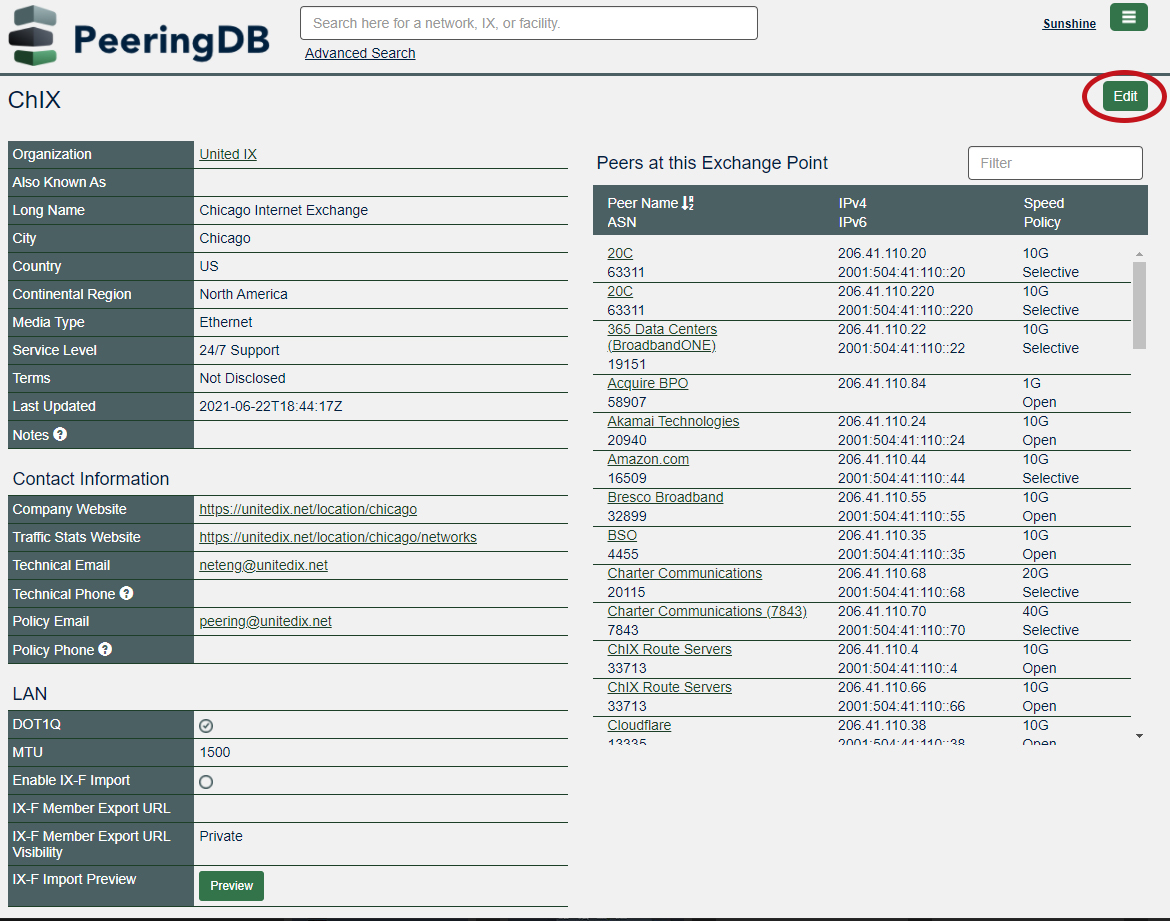 PeeringDB
Search here for a network, IX, or facility.
Advanced Search
Sunshine
ChIX
Edit
Organization United IX
Also Known As
Long Name Chicago Internet Exchange
City Chicago
Country US
Continental Region North America
Media Type Ethernet
Service Level 24/7 Support
Terms Not Disclosed
Last Updated 2021-06-22T18:44:17Z
Notes ?
Contact Information
Company Website https://unitedix.net/location/chicago
Traffic Stats Website https://unitedix.net/location/chicago/networks
Technical Email neteng@unitedix.net
Technical Phone ?
Policy Email peering@unitedix.net
Policy Phone ?
LAN
DOT1Q
MTU 1500
Enable IX-F Import
IX-F Member Export URL
IX-F Member Export URL Private
Visibility
IX-F Import Preview Preview
Peers at this Exchange Point Filter
Peer Name IPv4 Speed
ASN IPv6 Policy
20C 206.41.110.20 10G
63311 2001:504:41:110::20 Selective
20C 206.41.110.220 10G
63311 2001:504:41:110::220 Selective
365 Data Centers 206.41.110.22 10G
(BroadbandONE) 2001:504:41:110::22 Selective
19151
Acquire BPO 206.41.110.84 1G
58907 Open
Akamai Technologies 206.41.110.24 10G
20940 2001:504:41:110::24 Open
Amazon.com 206.41.110.44 10G
16509 2001:504:41:110::44 Selective
Bresco Broadband 206.41.110.55 10G
32899 2001:504:41:110::55 Open
BSO 206.41.110.35 10G
4455 2001:504:41:110::35 Open
Charter Communications 206.41.110.68 20G
20115 2001:504:41:110::68 Selective
Charter Communications (7843) 206.41.110.70 40G
7843 2001:504:41:110::70 Selective
ChIX Route Servers 206.41.110.4 10G
33713 2001:504:41:110::4 Open
ChIX Route Servers 206.41.110.66 10G
33713 2001:504:41:110::66 Open
Cloudflare 206.41.110.38 10G
13335 2001:504:41:110::38 Open